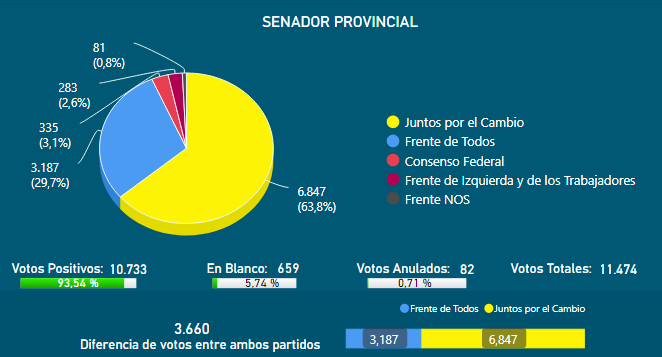 SENADOR PROVINCIAL
81
(0,8%)
283
(2,6%)
335
(3,1%)
3.187
(29,7%)
6.847
(63,8%)
Juntos por el Cambio
Frente de Todos
Consenso Federal
Frente de Izquierda y de los Trabajadores
Frente NOS
Votos Positivos: 10.733
93,54 %
En Blanco: 659
5,74 %
Votos Anulados: 82
0,71 %
Votos Totales: 11.474
Frente de Todos Juntos por el Cambio
3.660
Diferencia de votos entre ambos partidos
3,187 6,847